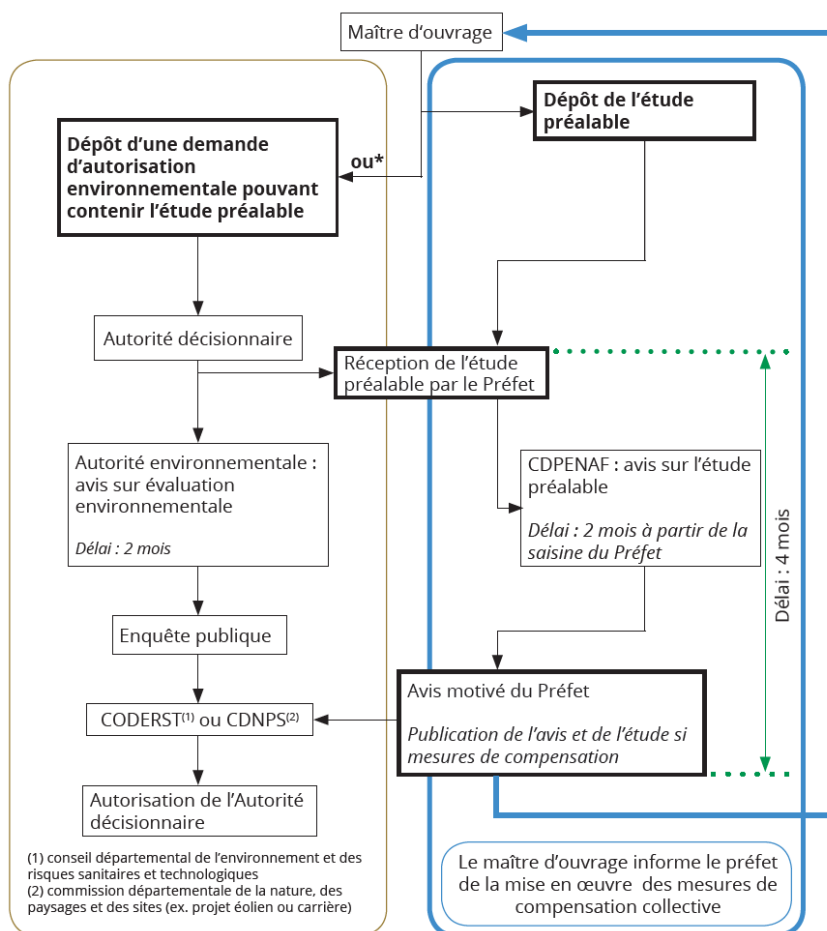 Maître d‘ouvrage
Dépôt de l’étude
préalable
Dépôt d’une demande
d’autorisation
environnementale pouvant
contenir l’étude préalable
ou*
Autorité décisionnaire
Réception de l’étude
préalable par le Préfet
Autorité environnementale :
avis sur évaluation
environnementale
Délai : 2 mois
CDPENAF : avis sur l’étude
préalable
Délai : 2 mois à partir de la
saisine du Préfet
Délai : 4 mois
Enquête publique
Avis motivé du Préfet
Publication de l’avis et de l’étude si
mesures de compensation
CODERST(1) ou CDNPS(2)
Autorisation de l’Autorité
décisionnaire
(1) conseil départemental de l’environnement et des
risques sanitaires et technologiques
(2) commission départementale de la nature, des
paysages et des sites (ex. projet éolien ou carrière)
Le maître d’ouvrage informe le préfet
de la mise en œuvre des mesures de
compensation collective